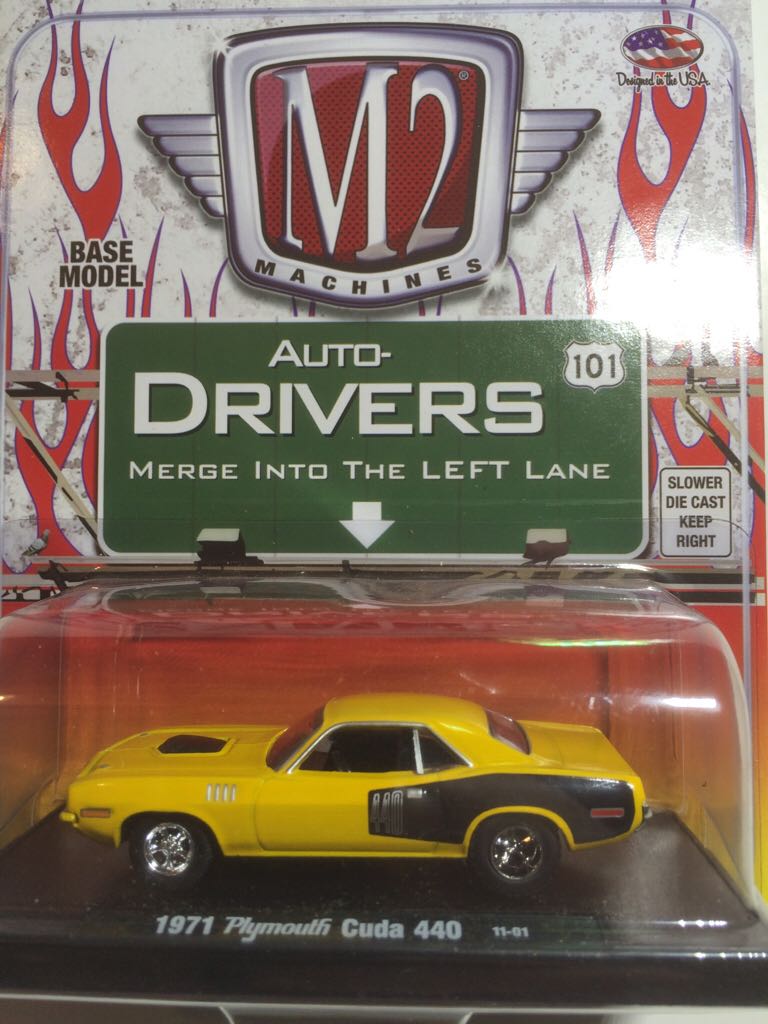 Designed in the U.S.A.
M2®
MACHINES
BASE
MODEL
AUTO-
DRIVERS
101
MERGE INTO THE LEFT LANE
SLOWER
DIE CAST
KEEP
RIGHT
440
1971 Plymouth Cuda 440 11-01